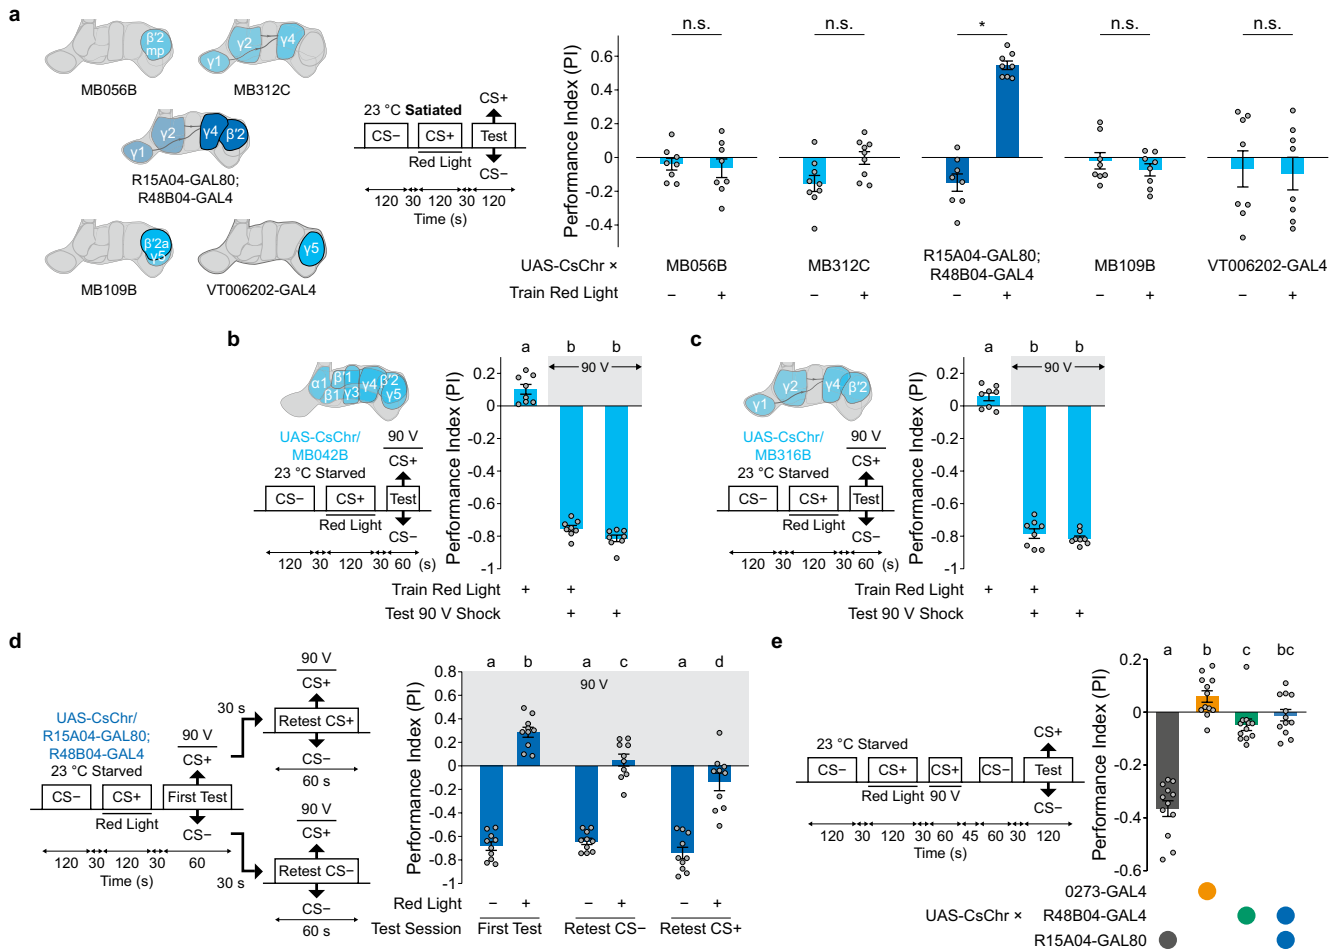 a
β′2
mp
MB056B
γ1
γ2
γ4
MB312C
γ1
γ2
γ4
β′2
R15A04-GAL80;
R48B04-GAL4
β′2a
γ5
MB109B
γ5
VT006202-GAL4
23 °C Satiated
CS+
CS−
CS+
Test
Red Light
CS−
120 30 120 30 120
Time (s)
Performance Index (PI)
0.6
0.4
0.2
0
-0.2
-0.4
n.s.
n.s.
*
n.s.
n.s.
UAS-CsChr ×
MB056B
MB312C
R15A04-GAL80;
R48B04-GAL4
MB109B
VT006202-GAL4
Train Red Light
− + − + − + − + − +
b
α1
β′1
β1
γ3
γ4
β′2
γ5
UAS-CsChr/
MB042B
23 °C Starved
90 V
CS+
CS−
CS+
Test
Red Light
CS−
120 30 120 30 60 (s)
Performance Index (PI)
0.2
0
-0.2
-0.4
-0.6
-0.8
-1
a b b
90 V
Train Red Light + +
Test 90 V Shock + +
c
γ1
γ2
γ4
β′2
UAS-CsChr/
MB316B
23 °C Starved
90 V
CS+
CS−
CS+
Test
Red Light
CS−
120 30 120 30 60 (s)
Performance Index (PI)
0.2
0
-0.2
-0.4
-0.6
-0.8
-1
a b b
90 V
+ +
+ +
d
UAS-CsChr/
R15A04-GAL80;
R48B04-GAL4
23 °C Starved
90 V
CS+
CS−
CS+
First Test
Red Light
CS−
120 30 120 30 60
Time (s)
30 s
90 V
CS+
Retest CS+
CS−
60 s
30 s
90 V
CS+
Retest CS−
CS−
60 s
Performance Index (PI)
0.8
0.6
0.4
0.2
0
-0.2
-0.4
-0.6
-0.8
-1
a b a c a d
90 V
Red Light − + − + − +
Test Session First Test Retest CS− Retest CS+
e
23 °C Starved
CS−
CS+
CS+
CS−
CS+
Test
Red Light
90 V
CS−
120 30 120 30 60 45 60 30 120
Time (s)
Performance Index (PI)
0.2
0
-0.2
-0.4
-0.6
a b c bc
0273-GAL4
UAS-CsChr × R48B04-GAL4
R15A04-GAL80